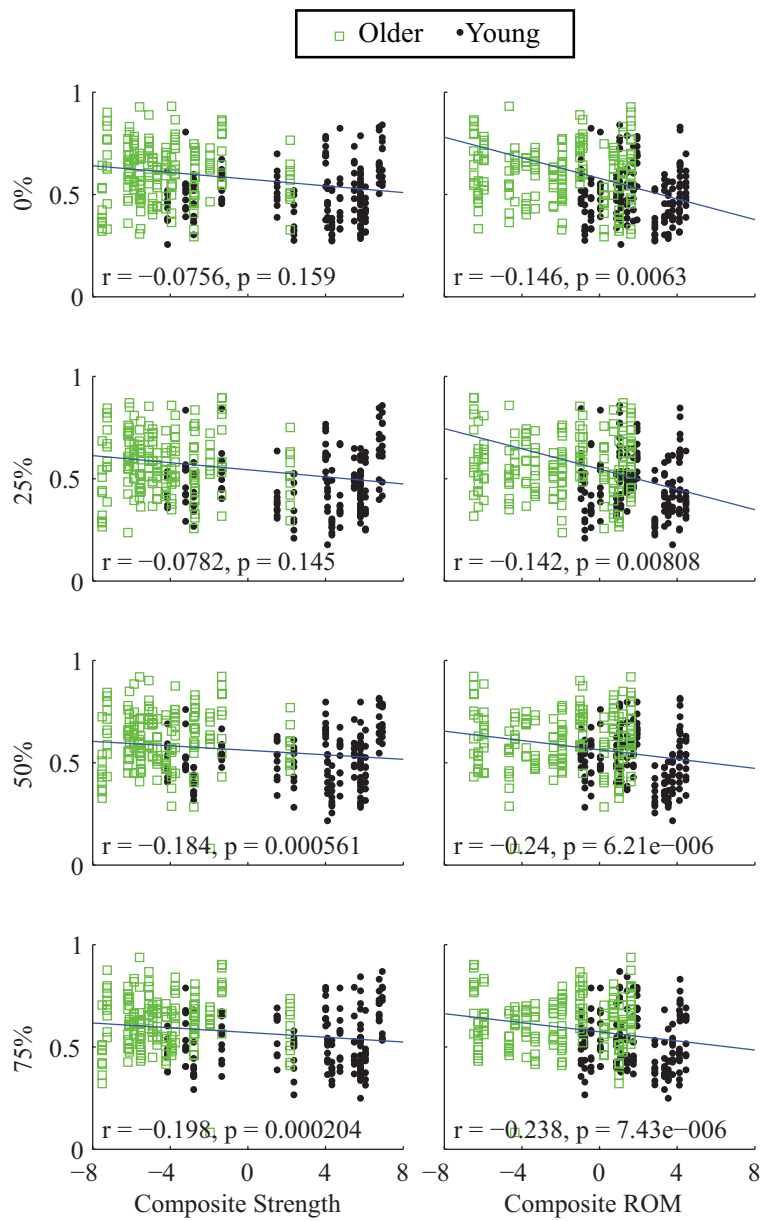 Older Young
1
0.5
0
0%
r = −0.0756, p = 0.159
r = −0.146, p = 0.0063
−8 −4 0 4 8
−8 −4 0 4 8
1
0.5
0
25%
r = −0.0782, p = 0.145
r = −0.142, p = 0.00808
1
0.5
0
50%
r = −0.184, p = 0.000561
r = −0.24, p = 6.21e−006
1
0.5
0
75%
r = −0.198, p = 0.000204
r = −0.238, p = 7.43e−006
Composite Strength
Composite ROM